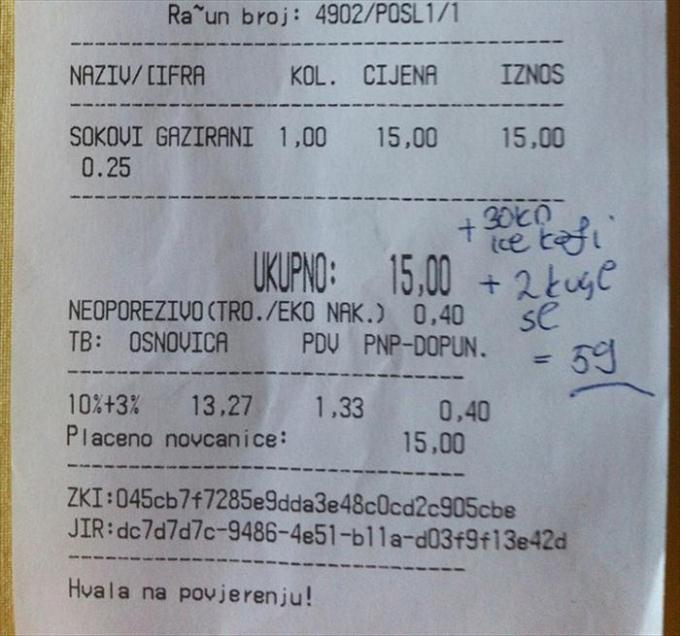 Ra~un broj: 4902/POSL1/1
NAZIV/[IFRA KOL. CIJENA IZNOS
SOKOVI GAZIRANI 1,00 15,00 15,00
0.25
+ 30KN
ice kafi
UKUPNO: 15,00 + 2 kugl
NEOPOREZIVO(TRO./EKO NAK.) 0,40 se
TB: OSNOVICA PDV PNP-DOPUN. = 59
10%+3% 13,27 1,33 0,40
Placeno novcanice: 15,00
ZKI:045cb7f7285e9dda3e48c0cd2c905cbe
JIR:dc7d7d7c-9486-4e51-b11a-d03f9f13e42d
Hvala na povjerenju!